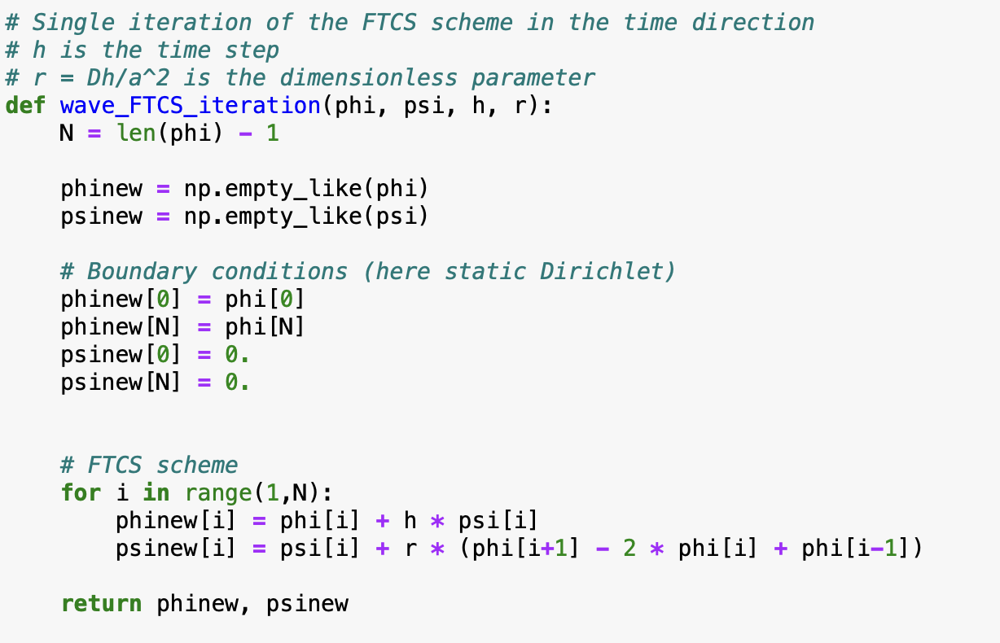 # Single iteration of the FTCS scheme in the time direction
# h is the time step
# r = Dh/a^2 is the dimensionless parameter
def wave_FTCS_iteration(phi, psi, h, r):
    N = len(phi) - 1
    phinew = np.empty_like(phi)
    psinew = np.empty_like(psi)
    # Boundary conditions (here static Dirichlet)
    phinew[0] = phi[0]
    phinew[N] = phi[N]
    psinew[0] = 0.
    psinew[N] = 0.
    # FTCS scheme
    for i in range(1,N):
        phinew[i] = phi[i] + h * psi[i]
        psinew[i] = psi[i] + r * (phi[i+1] - 2 * phi[i] + phi[i-1])
    return phinew, psinew